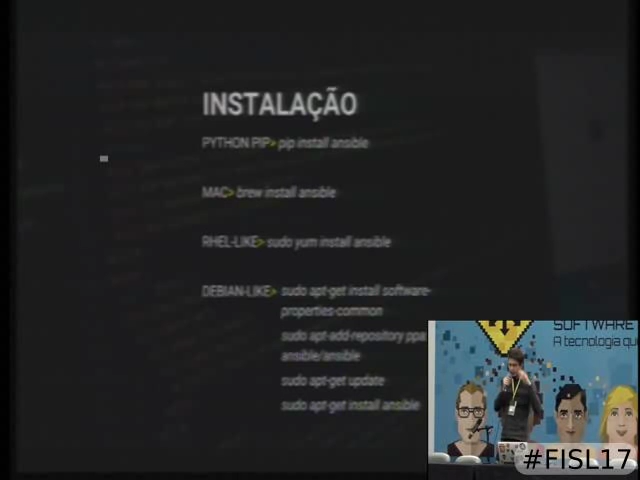 INSTALAÇÃO
PYTHON PIP> pip install ansible
MAC> brew install ansible
RHEL-LIKE> sudo yum install ansible
DEBIAN-LIKE> sudo apt-get install software-
properties-common
sudo apt-add-repository ppa
ansible/ansible
sudo apt-get update
sudo apt-get install ansible
SOFTWARE
A tecnologia que
#FISL17